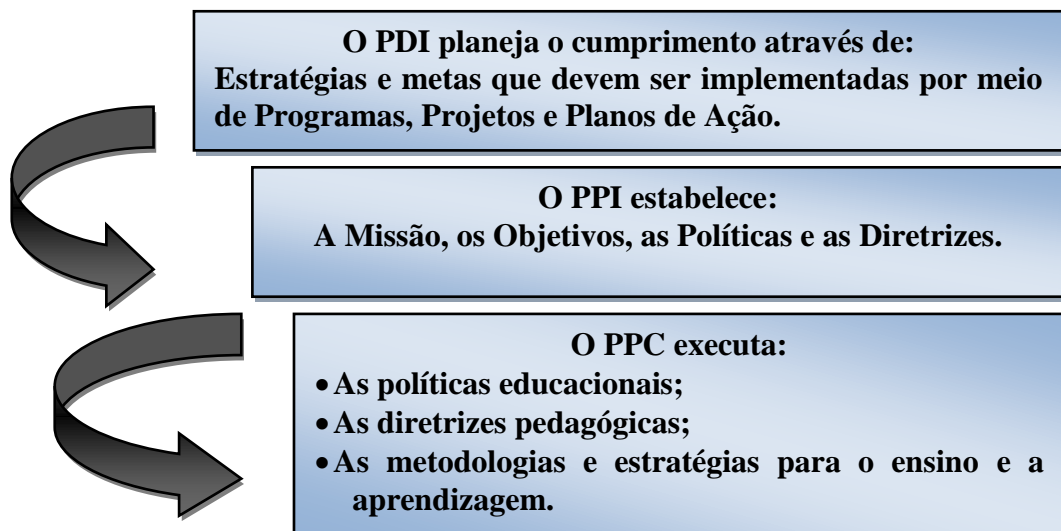 O PDI planeja o cumprimento através de:
Estratégias e metas que devem ser implementadas por meio
de Programas, Projetos e Planos de Ação.
O PPI estabelece:
A Missão, os Objetivos, as Políticas e as Diretrizes.
O PPC executa:
• As políticas educacionais;
• As diretrizes pedagógicas;
• As metodologias e estratégias para o ensino e a
aprendizagem.